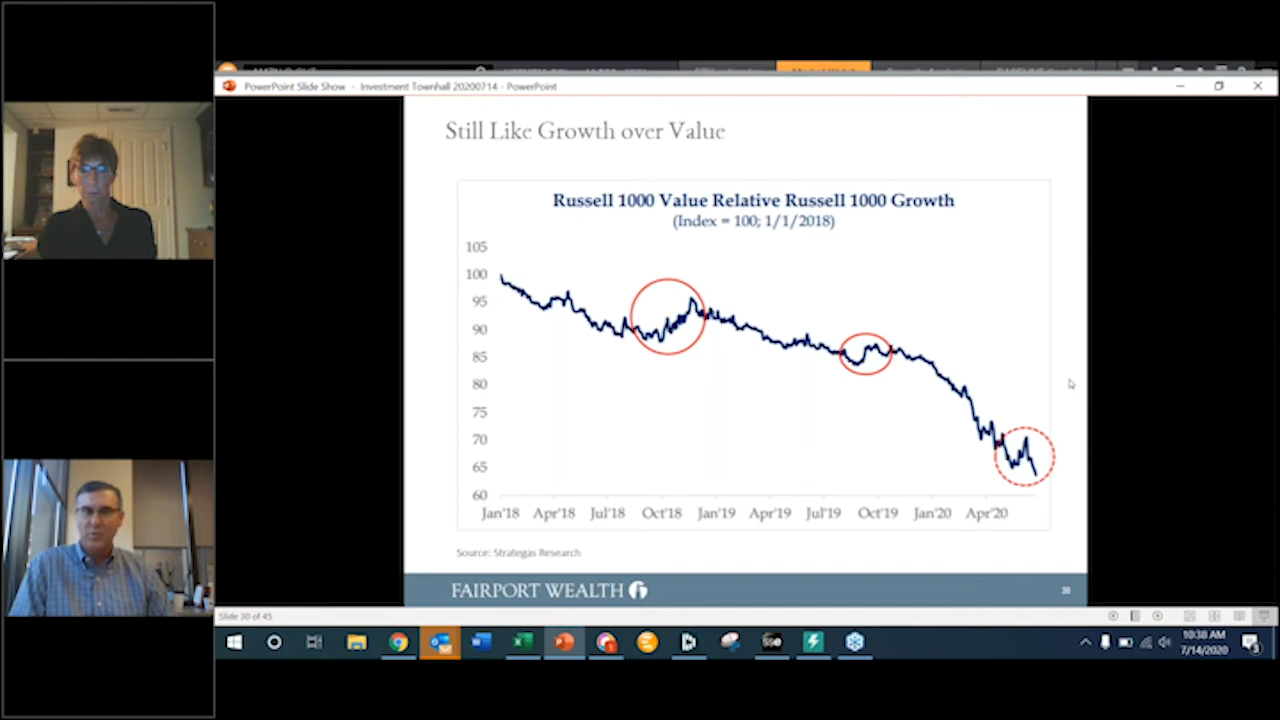 PowerPoint Slide Show - Investment Townhall 20200714 - PowerPoint
Still Like Growth over Value
Russell 1000 Value Relative Russell 1000 Growth
(Index = 100; 1/1/2018)
105
100
95
90
85
80
75
70
65
60
Jan'18 Apr'18 Jul'18 Oct'18 Jan'19 Apr'19 Jul'19 Oct'19 Jan'20 Apr'20
Source: Strategas Research
FAIRPORT WEALTH
30
Slide 30 of 45
10:38 AM
7/14/2020
3